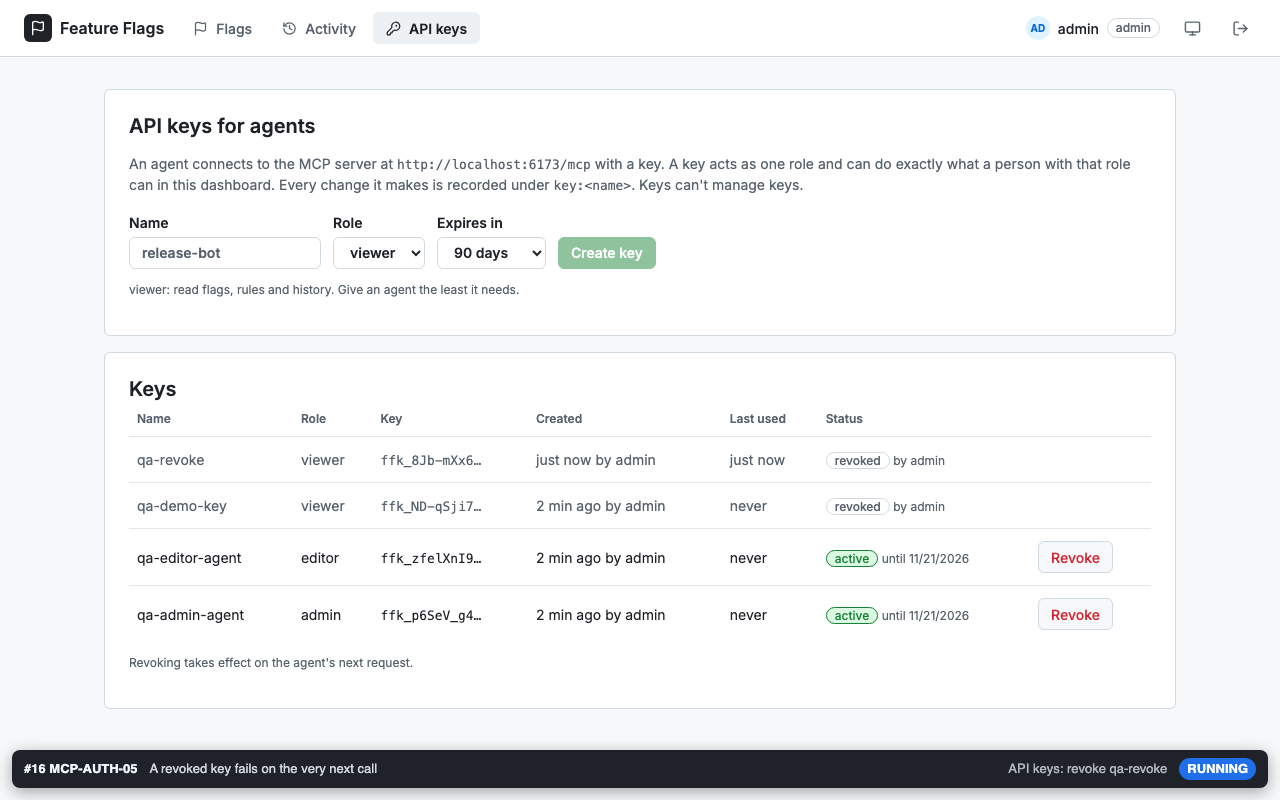 Feature Flags Flags Activity API keys AD admin admin
API keys for agents
An agent connects to the MCP server at http://localhost:6173/mcp with a key. A key acts as one role and can do exactly what a person with that role
can in this dashboard. Every change it makes is recorded under key:<name>. Keys can't manage keys.
Name Role Expires in
release-bot viewer 90 days Create key
viewer: read flags, rules and history. Give an agent the least it needs.
Keys
Name Role Key Created Last used Status
qa-revoke viewer ffk_8Jb-mXx6… just now by admin just now revoked by admin
qa-demo-key viewer ffk_ND-qSji7… 2 min ago by admin never revoked by admin
qa-editor-agent editor ffk_zfelXnI9… 2 min ago by admin never active until 11/21/2026 Revoke
qa-admin-agent admin ffk_p6SeV_g4… 2 min ago by admin never active until 11/21/2026 Revoke
Revoking takes effect on the agent's next request.
#16 MCP-AUTH-05 A revoked key fails on the very next call API keys: revoke qa-revoke RUNNING